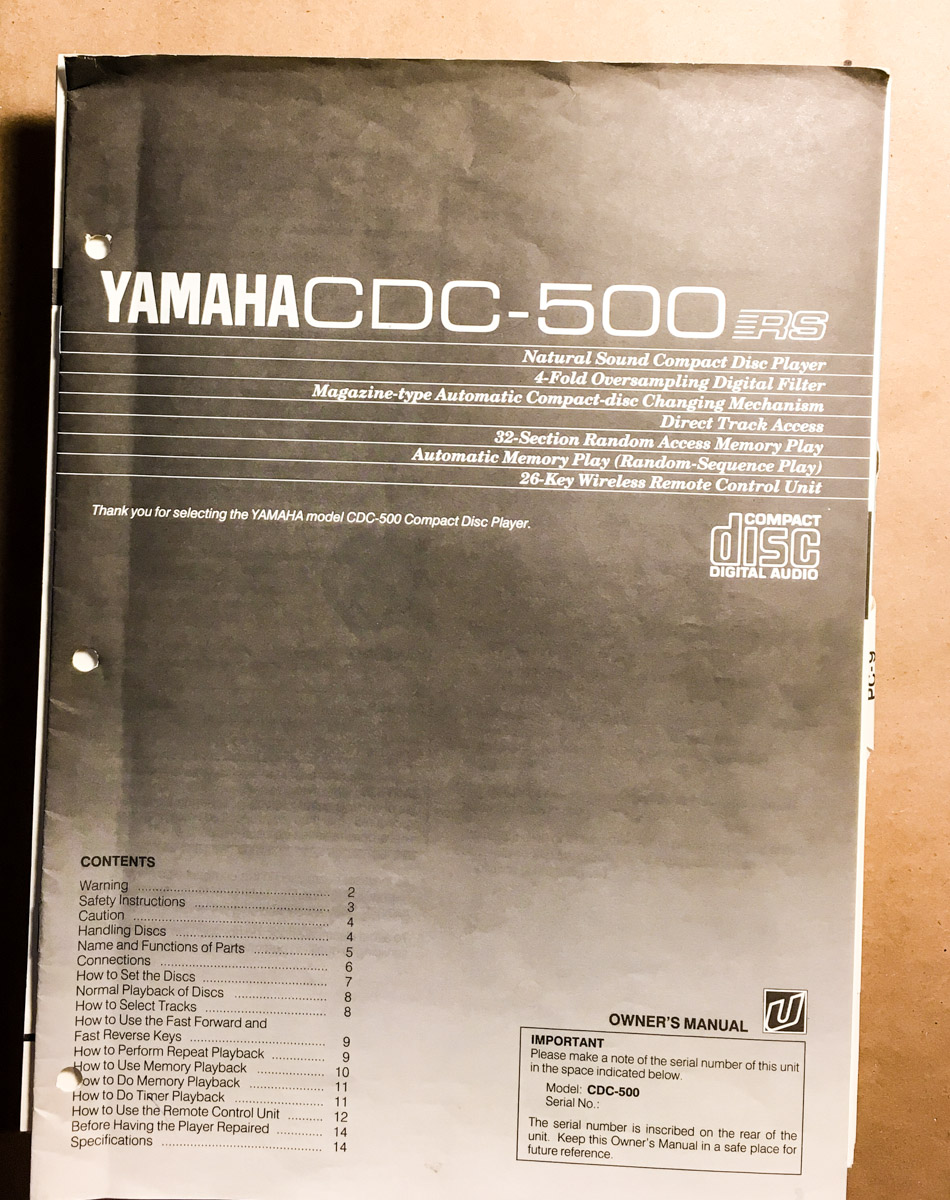 YAMAHA CDC-500 RS
Natural Sound Compact Disc Player
4-Fold Oversampling Digital Filter
Magazine-type Automatic Compact-disc Changing Mechanism
Direct Track Access
32-Section Random Access Memory Play
Automatic Memory Play (Random-Sequence Play)
26-Key Wireless Remote Control Unit
Thank you for selecting the YAMAHA model CDC-500 Compact Disc Player.
COMPACT
disc
DIGITAL AUDIO
PC-9
CONTENTS
Warning .......... 2
Safety Instructions .......... 3
Caution .......... 4
Handling Discs .......... 4
Name and Functions of Parts .......... 5
Connections .......... 6
How to Set the Discs .......... 7
Normal Playback of Discs .......... 8
How to Select Tracks .......... 8
How to Use the Fast Forward and
Fast Reverse Keys .......... 9
How to Perform Repeat Playback .......... 9
How to Use Memory Playback .......... 10
ow to Do Memory Playback .......... 11
How to Do Timer Playback .......... 11
How to Use the Remote Control Unit .......... 12
Before Having the Player Repaired .......... 14
Specifications .......... 14
OWNER'S MANUAL U
IMPORTANT
Please make a note of the serial number of this unit
in the space indicated below.
Model: CDC-500
Serial No.:
The serial number is inscribed on the rear of the
unit. Keep this Owner's Manual in a safe place for
future reference.